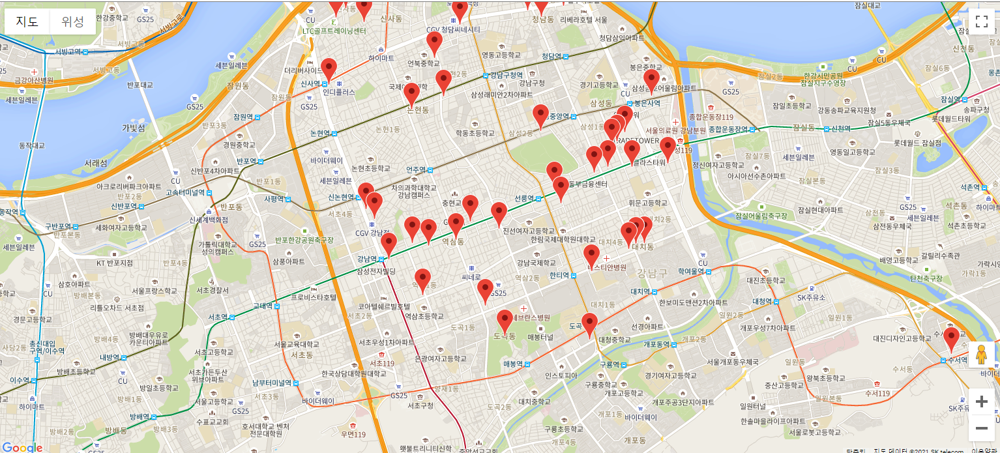 지도
위성
한강중학교
GS25
CU
신사동
LTC골프트레이닝센터
CGV 청담씨네시티
청남동
리베라호텔 서울
잠실대교
서빙고로
서빙고역
서빙고동
세븐일레븐
하이마트
언북중학교
영동고등학교
청담역
청담삼익아파트
신천동
CU
CU
금강아산병원
반포대교
더리버사이드
신사역
인디플러스
강남구청역
강남구청
삼성래미안2차아파트
경기고등학교
봉은중학교
한강시민공원
잠실지구수영장
잠실2동
잠실6동
세븐일레븐
GS25
잠원동
잠원동
GS25
논현동
삼성동
CU
봉은사역
GS25
잠일초등학교
강동송파교육지원청
잠실역
송파구청
가빛섬
잠원역
반포3동
논현1동
학동초등학교
삼성2동
중앙역
삼성1동
서울의료원 강남분원
종합운동장119
종합운동장역
잠실동
신천역
잠실5동우체국
롯데월드타워
동작대교
경원중학교
논현역
TRADETOWER
롯데월드 잠실점
서래섬
반포역
바이더웨이
논현초등학교
언주역
정신여자고등학교
잠실7동
세븐일레븐
영동일고등학교
신반포4차아파트
CU
반포1동
세븐일레븐
차의과학대학교
강남캠퍼스
동부금융센터
아시아선수촌아파트
잠실본동
잠실3동
석촌역
아크로리버파크아파트
반포2동
고속터미널역
사평역
신논현역
충현교
선릉역
휘문고등학교
하이마트
동작역
신반포역
반포동
서초4동
잠실어울림축구장
잠실현대아파트
GS25
석촌동
구반포역
반포본동
세화여자고등학교
신세계백화점
CGV 강남점
역삼동
진선여자고등학교
대치2동
삼전동
삼전동우체국
세븐일레븐
석촌초등학교
세븐일레븐
가톨릭대학교
성의캠퍼스
GS25
반포한강공원축구장
한림국제대학원대학교
대치4동
대치동
갈릴리수족관
KT 반포지점
반포4동
삼풍아파트
강남역
삼성전자빌딩
강남국제학교
베스티안병원
강남구
학여울역
CU
배명고등학교
가락1동
삼호아파트
서울프랑스학교
서초경찰서
씨네로
역삼2동
한티역
대진초등학교
탄천축구장
CU
방배본동
리틀오차드 서초점
교대역
프로비스타호텔
GS25
대치역
대치1동
한보미도맨션2차아파트
대청역
SK주유소
경문고등학교
서초역
코아텔쉐르빌호텔
서초2동
역삼초등학교
세브란스병원
도곡1동
도곡동
매봉터널
선경아파트
일원2동
개포우성7차아파트
일원1동
사당2동
방배4동
방배대우유로
카운티아파트
서울교육대학교
서초동
서초우성1차아파트
대청중학교
개포동역
개포2동
대진디자인고등학교
총신대입
구역/이수역
내방역
서초고등학교
서초119
은광여자고등학교
매봉역
구룡역
서울개포동우체국
일원동
수서역
방배초등학교
CU
서초가든두산
위브아파트
한국상담대학원대학교
인스토피아
경기여자고등학교
왕북초등학교
수서동
바이더
이수역
방일초등학교
남부터미널역
구룡중학교
개포고등학교
중산고등학교
하이마트
방배1동
서울고등학교
서초3동
바이더웨이
GS25
서초구청
양재1동
대치중학교
개포주공3단지아파트
일원터널
일원본동
수서119
방배역
GS25
수표교교회
호서대학교 벤처
전문대학원
도곡2동
개포1동
바이더웨이
한솔마을라이프아파트
SK주유
방배2동
방배동
방배3동
우면119
구룡초등학교
개포4동
개포동
서울로봇고등학교
GS25
횃불트리니티신학
Google
단축키
지도 데이터 ©2021 SK telecom
이용약관